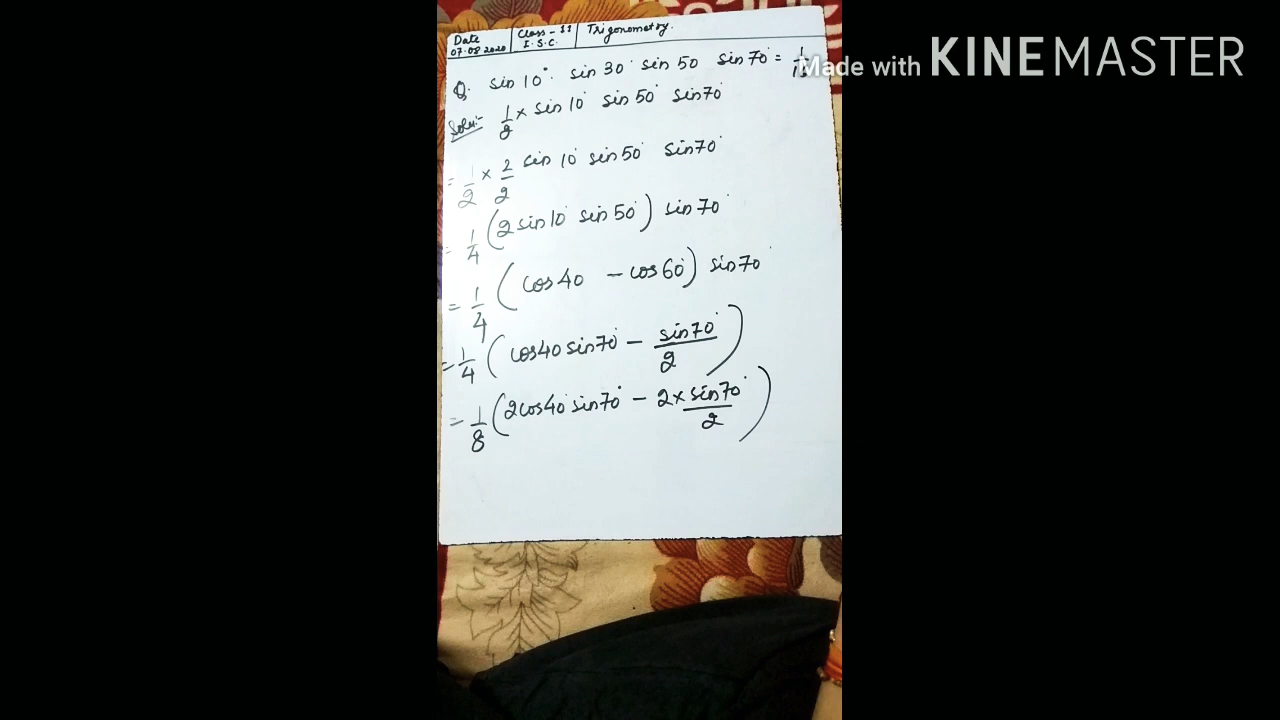 Made with KINEMASTER
Date
07.08.2020
Class - 11
I.S.C.
Trigonometry.
Q. sin 10°. sin 30° sin 50 sin 70° = 1/16
Solu:- 1/2 × sin 10° sin 50° sin 70°
= 1/2 × 2/2 sin 10° sin 50° sin 70°
= 1/4 (2 sin 10° sin 50°) sin 70°
= 1/4 (cos 40 - cos 60°) sin 70°
= 1/4 (cos 40 sin 70° - sin 70°/2)
= 1/8 (2 cos 40° sin 70° - 2 × sin 70°/2)